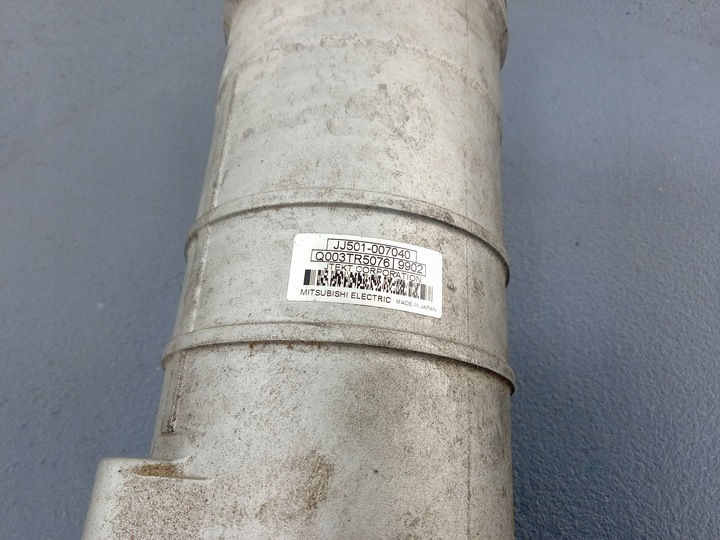 JJ501-007040
Q003TR5076 9902
JTEKT CORPORATION
MITSUBISHI ELECTRIC MADE IN JAPAN